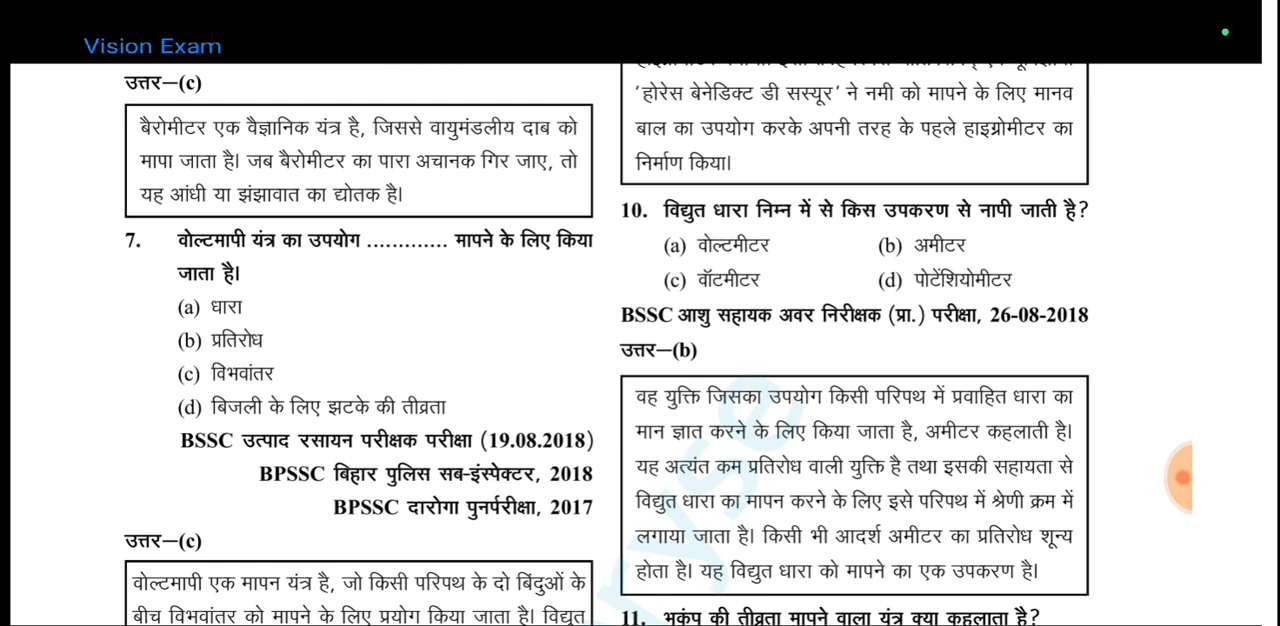 Vision Exam
उत्तर–(c)
बैरोमीटर एक वैज्ञानिक यंत्र है, जिससे वायुमंडलीय दाब को
मापा जाता है। जब बैरोमीटर का पारा अचानक गिर जाए, तो
यह आंधी या झंझावात का द्योतक है।
7. वोल्टमापी यंत्र का उपयोग ............. मापने के लिए किया
जाता है।
(a) धारा
(b) प्रतिरोध
(c) विभवांतर
(d) बिजली के लिए झटके की तीव्रता
BSSC उत्पाद रसायन परीक्षक परीक्षा (19.08.2018)
BPSSC बिहार पुलिस सब-इंस्पेक्टर, 2018
BPSSC दारोगा पुनर्परीक्षा, 2017
उत्तर–(c)
वोल्टमापी एक मापन यंत्र है, जो किसी परिपथ के दो बिंदुओं के
बीच विभवांतर को मापने के लिए प्रयोग किया जाता है। विद्युत
'होरेस बेनेडिक्ट डी सस्यूर' ने नमी को मापने के लिए मानव
बाल का उपयोग करके अपनी तरह के पहले हाइग्रोमीटर का
निर्माण किया।
10. विद्युत धारा निम्न में से किस उपकरण से नापी जाती है?
(a) वोल्टमीटर (b) अमीटर
(c) वॉटमीटर (d) पोटेंशियोमीटर
BSSC आशु सहायक अवर निरीक्षक (प्रा.) परीक्षा, 26-08-2018
उत्तर–(b)
वह युक्ति जिसका उपयोग किसी परिपथ में प्रवाहित धारा का
मान ज्ञात करने के लिए किया जाता है, अमीटर कहलाती है।
यह अत्यंत कम प्रतिरोध वाली युक्ति है तथा इसकी सहायता से
विद्युत धारा का मापन करने के लिए इसे परिपथ में श्रेणी क्रम में
लगाया जाता है। किसी भी आदर्श अमीटर का प्रतिरोध शून्य
होता है। यह विद्युत धारा को मापने का एक उपकरण है।
11. भूकंप की तीव्रता मापने वाला यंत्र क्या कहलाता है?